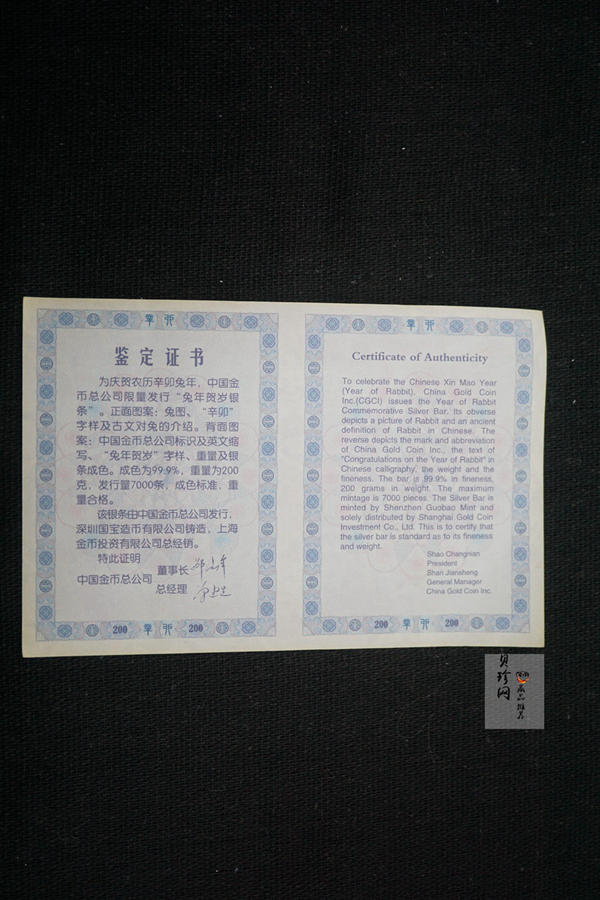 鉴定证书
为庆贺农历辛卯兔年，中国金
币总公司限量发行“兔年贺岁银
条”。正面图案：兔图、“辛卯”
字样及古文对兔的介绍。背面图
案：中国金币总公司标识及英文缩
写、“兔年贺岁”字样、重量及银
条成色。成色为99.9%，重量为200
克，发行量7000条，成色标准，重
量合格。
该银条由中国金币总公司发行，
深圳国宝造币有限公司铸造，上海
金币投资有限公司总经销。
特此证明
中国金币总公司
董事长
总经理
200
200
Certificate of Authenticity
To celebrate the Chinese Xin Mao Year
(Year of Rabbit), China Gold Coin
Inc.(CGCI) issues the Year of Rabbit
Commemorative Silver Bar. Its obverse
depicts a picture of Rabbit and an ancient
definition of Rabbit in Chinese. The
reverse depicts the mark and abbreviation
of China Gold Coin Inc., the text of
"Congratulations on the Year of Rabbit" in
Chinese calligraphy, the weight and the
fineness. The bar is 99.9% in fineness,
200 grams in weight. The maximum
mintage is 7000 pieces. The Silver Bar is
minted by Shenzhen Guobao Mint and
solely distributed by Shanghai Gold Coin
Investment Co., Ltd. This is to certify that
the silver bar is standard as to its fineness
and weight.
Shao Changnian
President
Shan Jiansheng
General Manager
China Gold Coin Inc.
200
200
藏品推荐